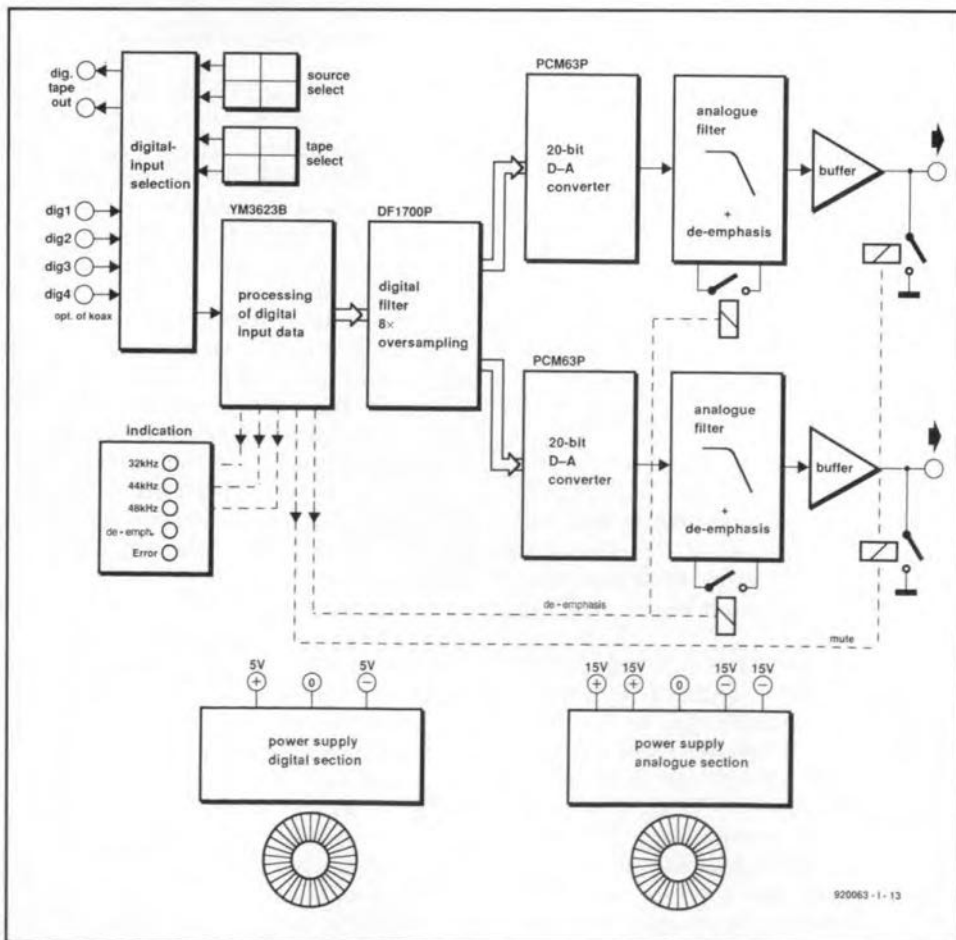 dig.
tape
out
digital-
input
selection
source
select
tape
select
dig1
dig2
dig3
dig4
opt. of koax
YM3623B
processing
of digital
input data
DF1700P
digital
filter
8×
oversampling
PCM63P
20-bit
D–A
converter
analogue
filter
+
de-emphasis
buffer
PCM63P
20-bit
D–A
converter
analogue
filter
+
de-emphasis
buffer
indication
32kHz
44kHz
48kHz
de-emph.
Error
de-emphasis
mute
5V
+
0
5V
−
power supply
digital section
15V 15V
+ +
0
15V 15V
− −
power supply
analogue section
920063 - I - 13